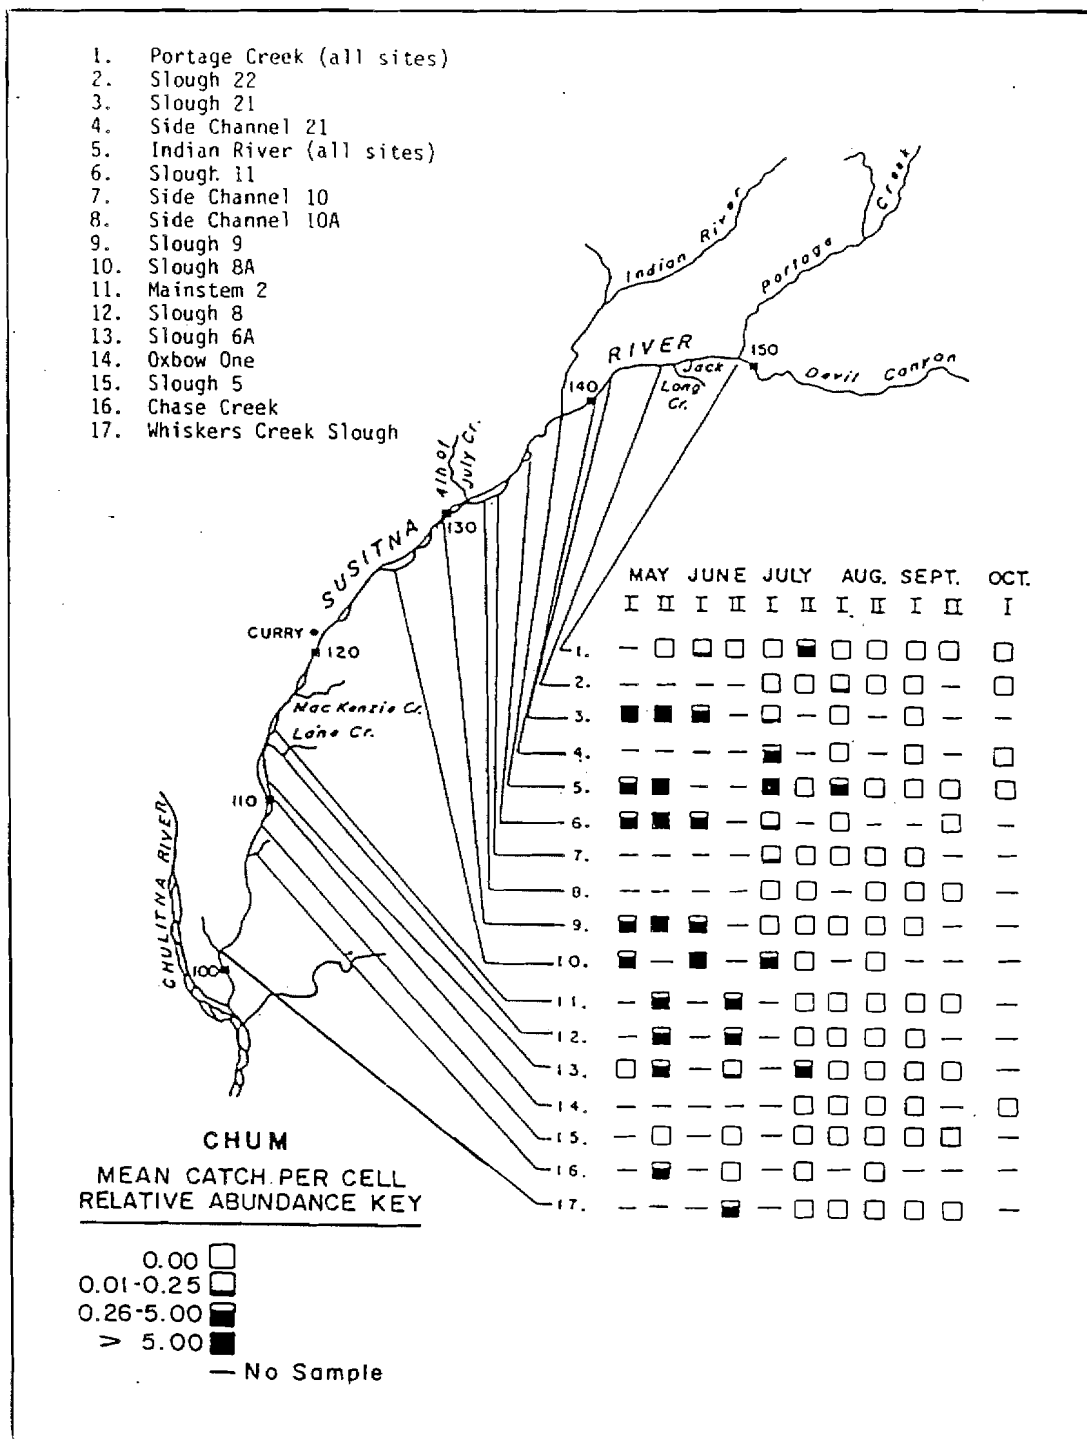 1. Portage Creek (all sites)
2. Slough 22
3. Slough 21
4. Side Channel 21
5. Indian River (all sites)
6. Slough 11
7. Side Channel 10
8. Side Channel 10A
9. Slough 9
10. Slough 8A
11. Mainstem 2
12. Slough 8
13. Slough 6A
14. Oxbow One
15. Slough 5
16. Chase Creek
17. Whiskers Creek Slough
Indian River
Portage Creek
RIVER
150
Jack
Long
Cr.
Devil Canyon
140
4th of
July Cr.
130
SUSITNA
CURRY
120
MacKenzie Cr.
Lane Cr.
110
CHULITNA RIVER
100
MAY JUNE JULY AUG. SEPT. OCT.
I II I II I II I II I II I
1. —
2. — — — — —
3. — — — —
4. — — — — — — —
5. — —
6. — — — —
7. — — — — — —
8. — — — — — —
9. — — —
10. — — — — —
11. — — — —
12. — — — — —
13. — — —
14. — — — — — —
15. — — — —
16. — — — — — — —
17. — — — — —
CHUM
MEAN CATCH PER CELL
RELATIVE ABUNDANCE KEY
0.00
0.01-0.25
0.26-5.00
> 5.00
— No Sample